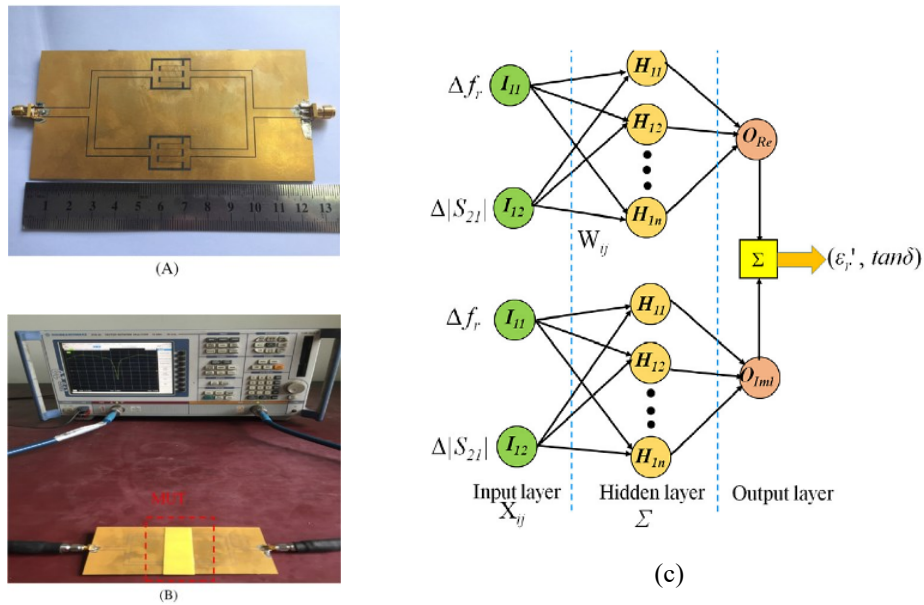 1 2 3 4 5 6 7 8 9 10 11 12 13
(A)
MUT
(B)
Δf_r
Δ|S_21|
I_11
I_12
W_ij
H_11
H_12
H_1n
O_Re
Σ
(ε_r', tanδ)
Δf_r
Δ|S_21|
I_11
I_12
H_11
H_12
H_1n
O_Iml
Input layer
X_ij
Hidden layer
Σ
Output layer
(c)